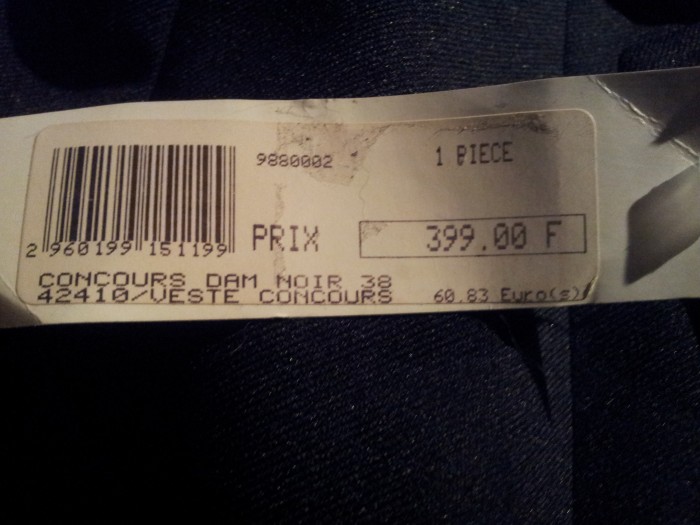 9880002 1 PIECE
2 960199 151199 PRIX 399.00 F
CONCOURS DAM NOIR 38
42410/VESTE CONCOURS 60.83 Euro(s)